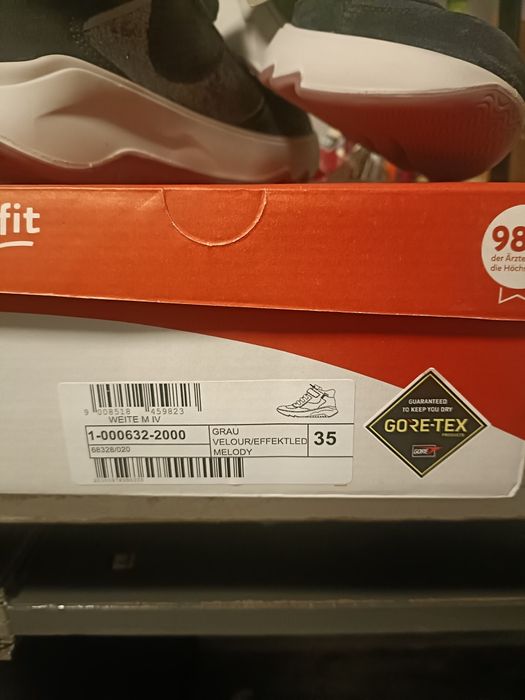 fit
98
der Ärzte
die Höchs
9 008518 459823
WEITE M IV
1-000632-2000
68328/020
GRAU
VELOUR/EFFEKTLED
MELODY
35
GUARANTEED
TO KEEP YOU DRY
GORE-TEX
PRODUCTS
GORE